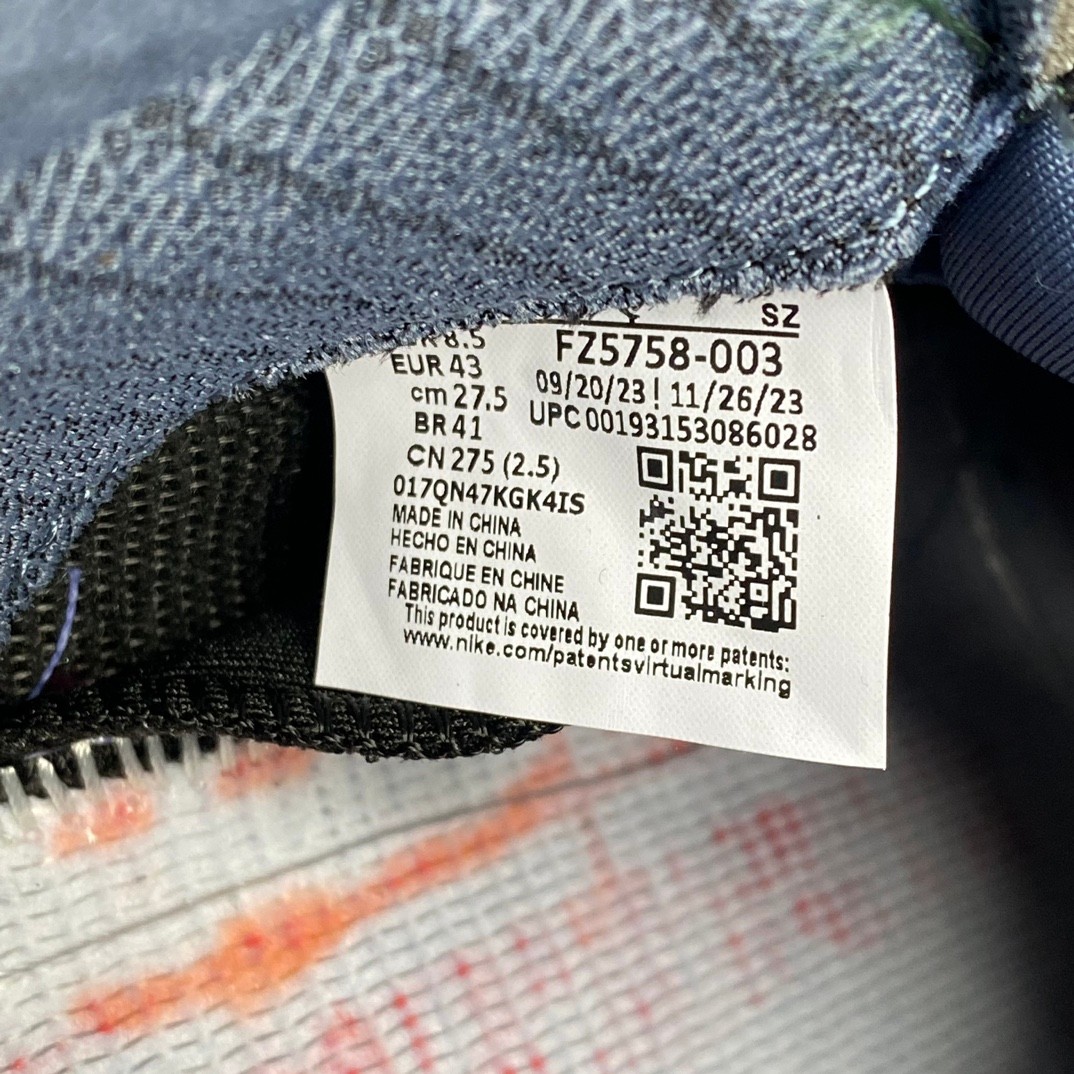 SZ
8.5
EUR 43
cm 27.5
BR 41
CN 275 (2.5)
017QN47KGK4IS
FZ5758-003
09/20/23 ! 11/26/23
UPC 00193153086028
MADE IN CHINA
HECHO EN CHINA
FABRIQUE EN CHINE
FABRICADO NA CHINA
This product is covered by one or more patents:
www.nike.com/patentsvirtualmarking